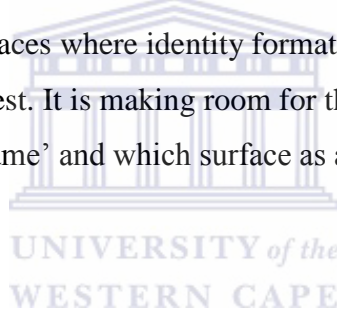 aces where identity format
est. It is making room for th
ame’ and which surface as a
UNIVERSITY of the
WESTERN CAPE